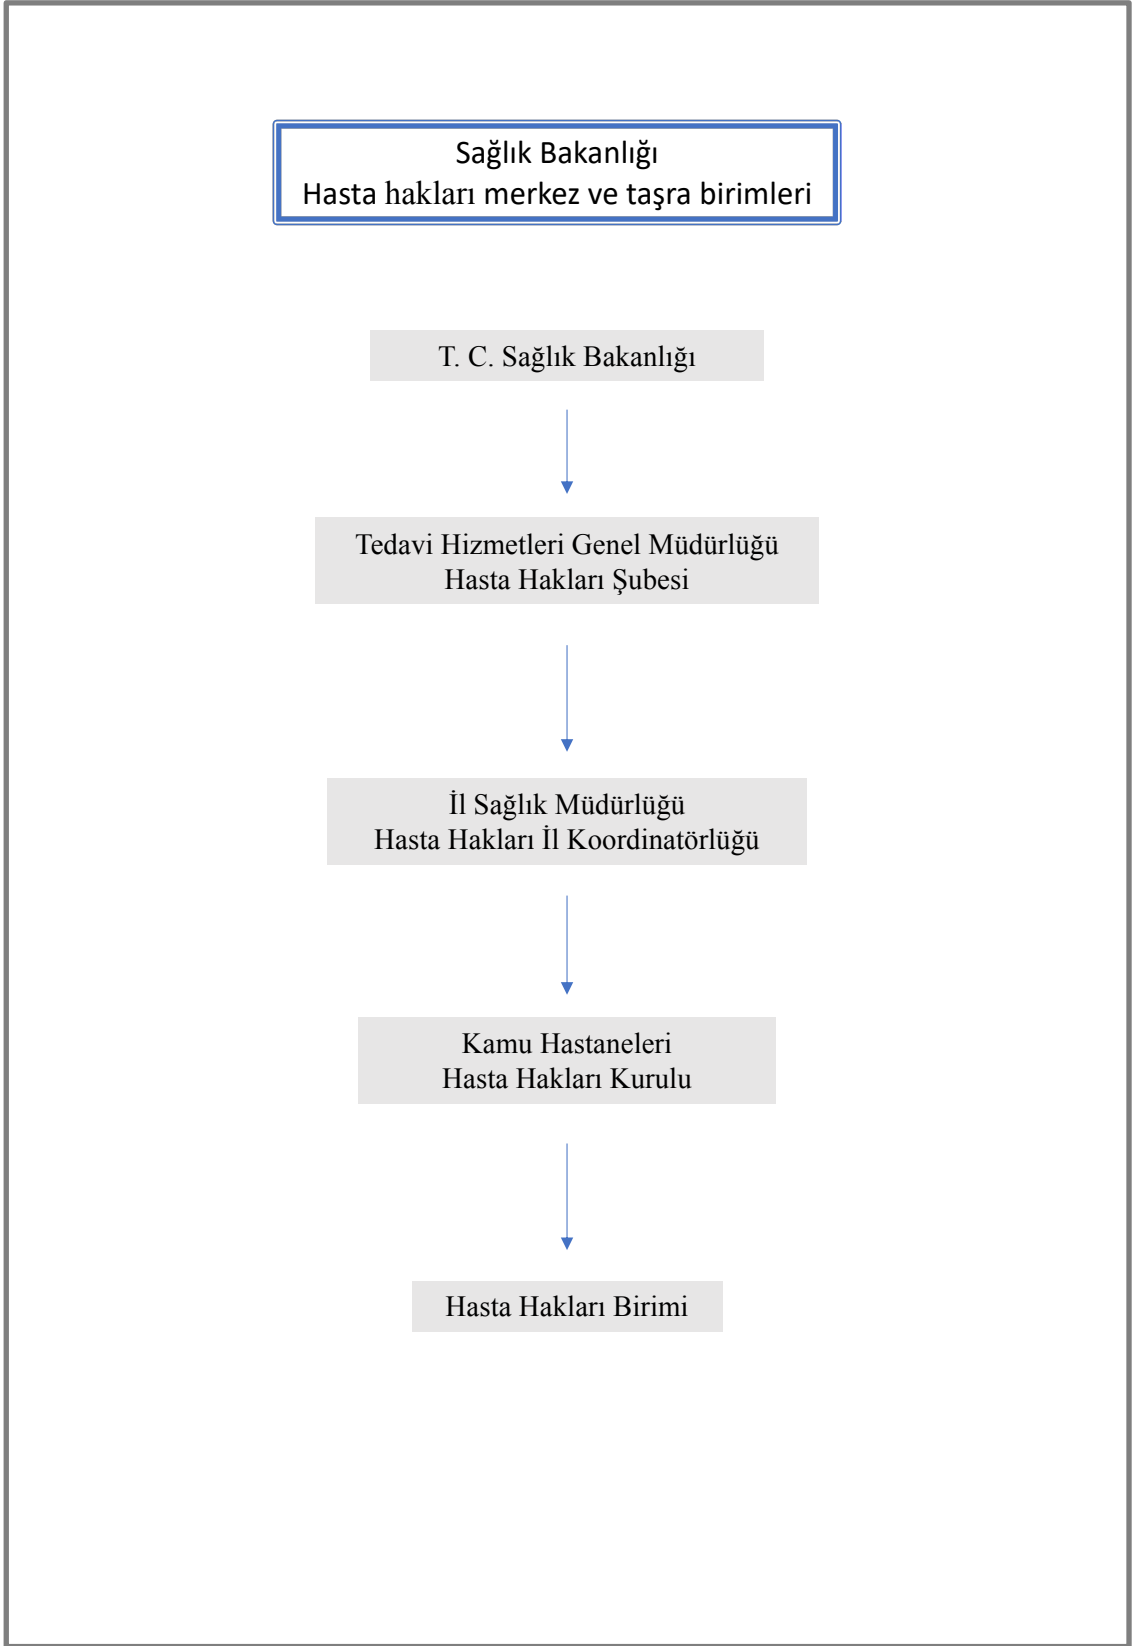 Sağlık Bakanlığı
Hasta hakları merkez ve taşra birimleri
T. C. Sağlık Bakanlığı
Tedavi Hizmetleri Genel Müdürlüğü
Hasta Hakları Şubesi
İl Sağlık Müdürlüğü
Hasta Hakları İl Koordinatörlüğü
Kamu Hastaneleri
Hasta Hakları Kurulu
Hasta Hakları Birimi